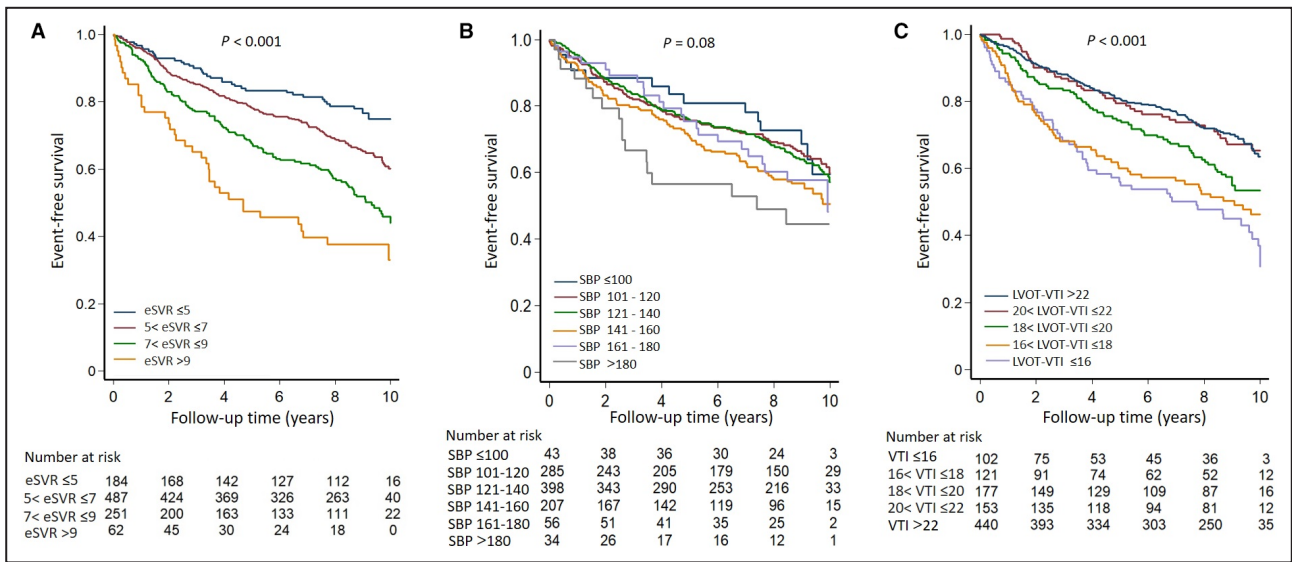 A
P < 0.001
Event-free survival
1.0
0.8
0.6
0.4
0.2
0
eSVR ≤5
5< eSVR ≤7
7< eSVR ≤9
eSVR >9
0 2 4 6 8 10
Follow-up time (years)
Number at risk
eSVR ≤5 184 168 142 127 112 16
5< eSVR ≤7 487 424 369 326 263 40
7< eSVR ≤9 251 200 163 133 111 22
eSVR >9 62 45 30 24 18 0
B
P = 0.08
Event-free survival
1.0
0.8
0.6
0.4
0.2
0
SBP ≤100
SBP 101 - 120
SBP 121 - 140
SBP 141 - 160
SBP 161 - 180
SBP >180
0 2 4 6 8 10
Follow-up time (years)
Number at risk
SBP ≤100 43 38 36 30 24 3
SBP 101-120 285 243 205 179 150 29
SBP 121-140 398 343 290 253 216 33
SBP 141-160 207 167 142 119 96 15
SBP 161-180 56 51 41 35 25 2
SBP >180 34 26 17 16 12 1
C
P < 0.001
Event-free survival
1.0
0.8
0.6
0.4
0.2
0
LVOT-VTI >22
20< LVOT-VTI ≤22
18< LVOT-VTI ≤20
16< LVOT-VTI ≤18
LVOT-VTI ≤16
0 2 4 6 8 10
Follow-up time (years)
Number at risk
VTI ≤16 102 75 53 45 36 3
16< VTI ≤18 121 91 74 62 52 12
18< VTI ≤20 177 149 129 109 87 16
20< VTI ≤22 153 135 118 94 81 12
VTI >22 440 393 334 303 250 35